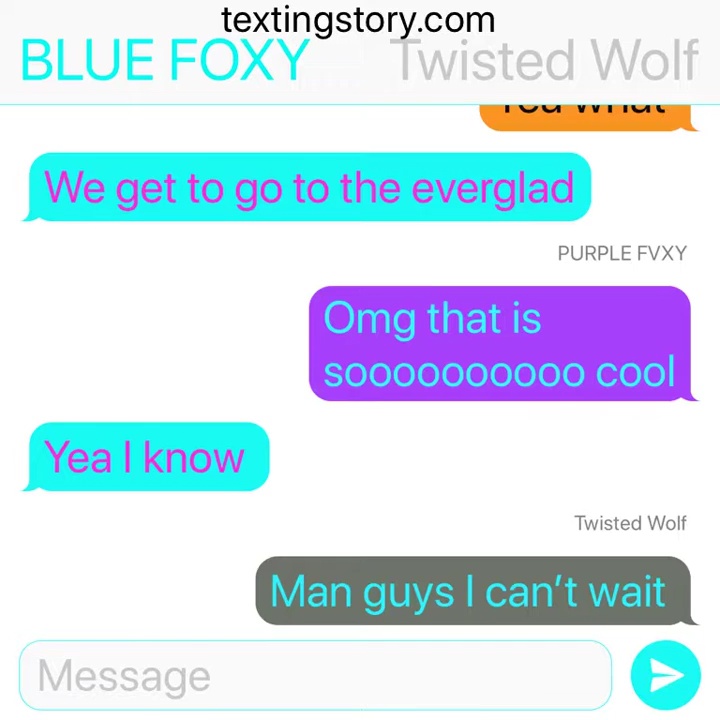 textingstory.com
BLUE FOXY
Twisted Wolf
We get to go to the everglad
PURPLE FVXY
Omg that is
soooooooooo cool
Yea I know
Twisted Wolf
Man guys I can't wait
Message